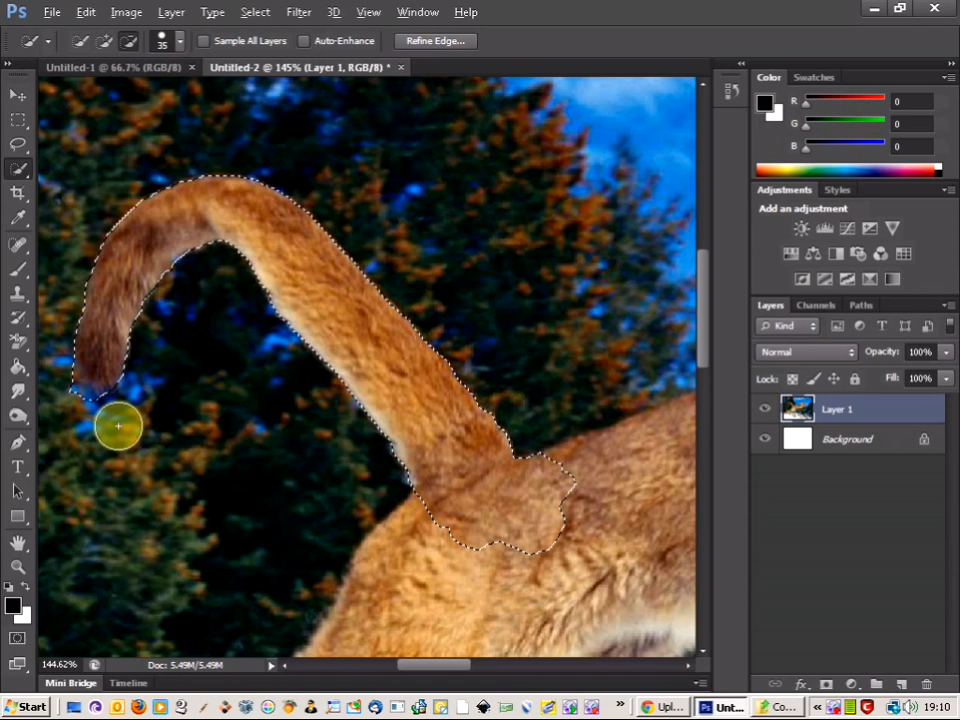 Ps File Edit Image Layer Type Select Filter 3D View Window Help
35 Sample All Layers Auto-Enhance Refine Edge...
Untitled-1 @ 66.7% (RGB/8) × Untitled-2 @ 145% (Layer 1, RGB/8) * ×
Color Swatches
R 0
G 0
B 0
Adjustments Styles
Add an adjustment
Layers Channels Paths
Kind
Normal Opacity: 100%
Lock: Fill: 100%
Layer 1
Background
144.62% Doc: 5.49M/5.49M
Mini Bridge Timeline
Start Upl... Ps Unt... Co... 19:10